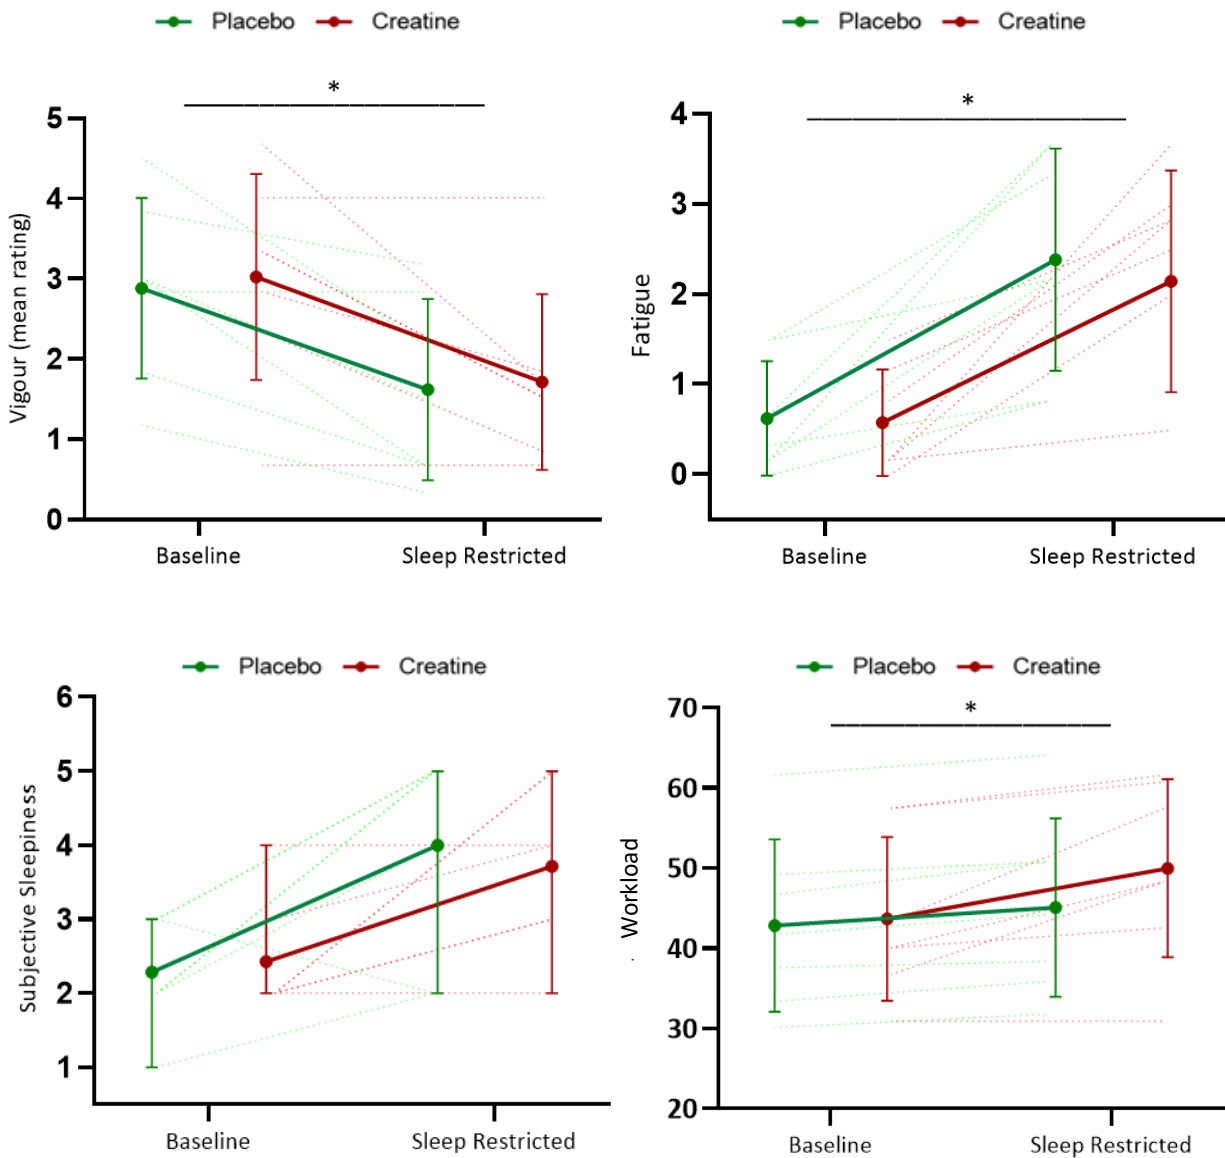 Placebo Creatine
Placebo Creatine
*
*
5
4
3
2
1
0
Vigour (mean rating)
Baseline Sleep Restricted
4
3
2
1
0
Fatigue
Baseline Sleep Restricted
Placebo Creatine
Placebo Creatine
6
5
4
3
2
1
Subjective Sleepiness
Baseline Sleep Restricted
*
70
60
50
40
30
20
Workload
Baseline Sleep Restricted